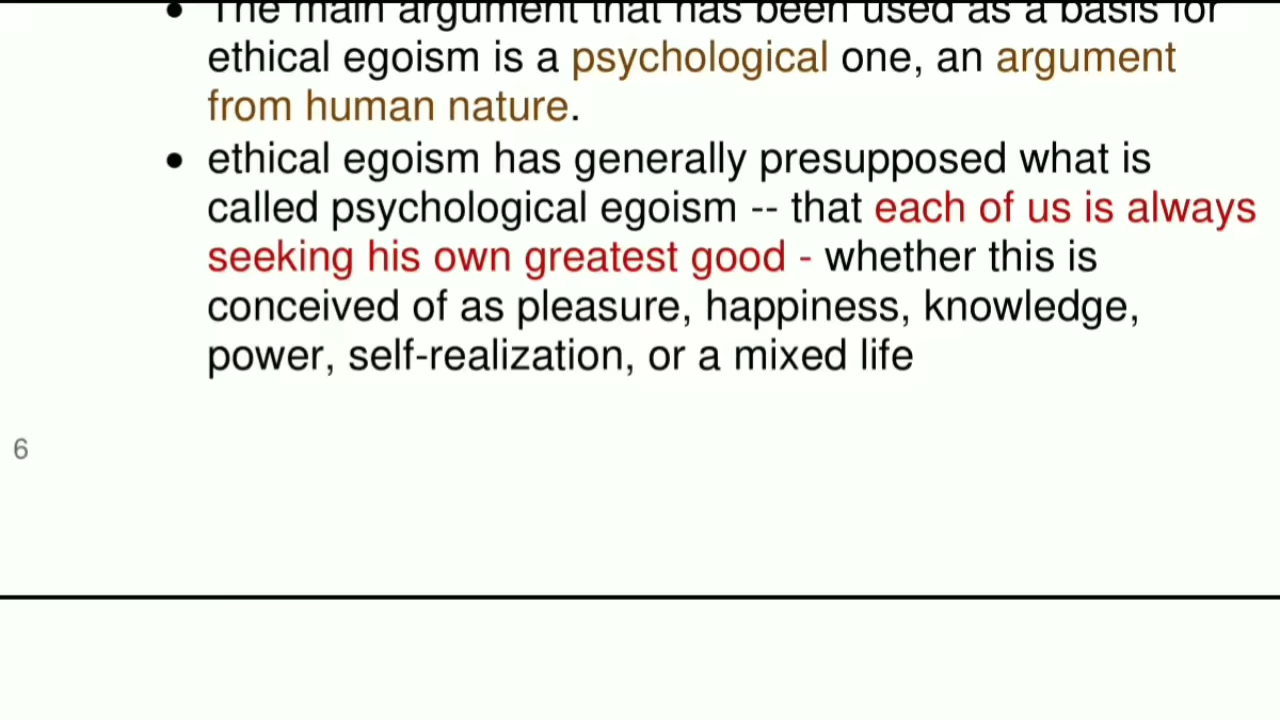 • The main argument that has been used as a basis for
ethical egoism is a psychological one, an argument
from human nature.
• ethical egoism has generally presupposed what is
called psychological egoism -- that each of us is always
seeking his own greatest good - whether this is
conceived of as pleasure, happiness, knowledge,
power, self-realization, or a mixed life
6